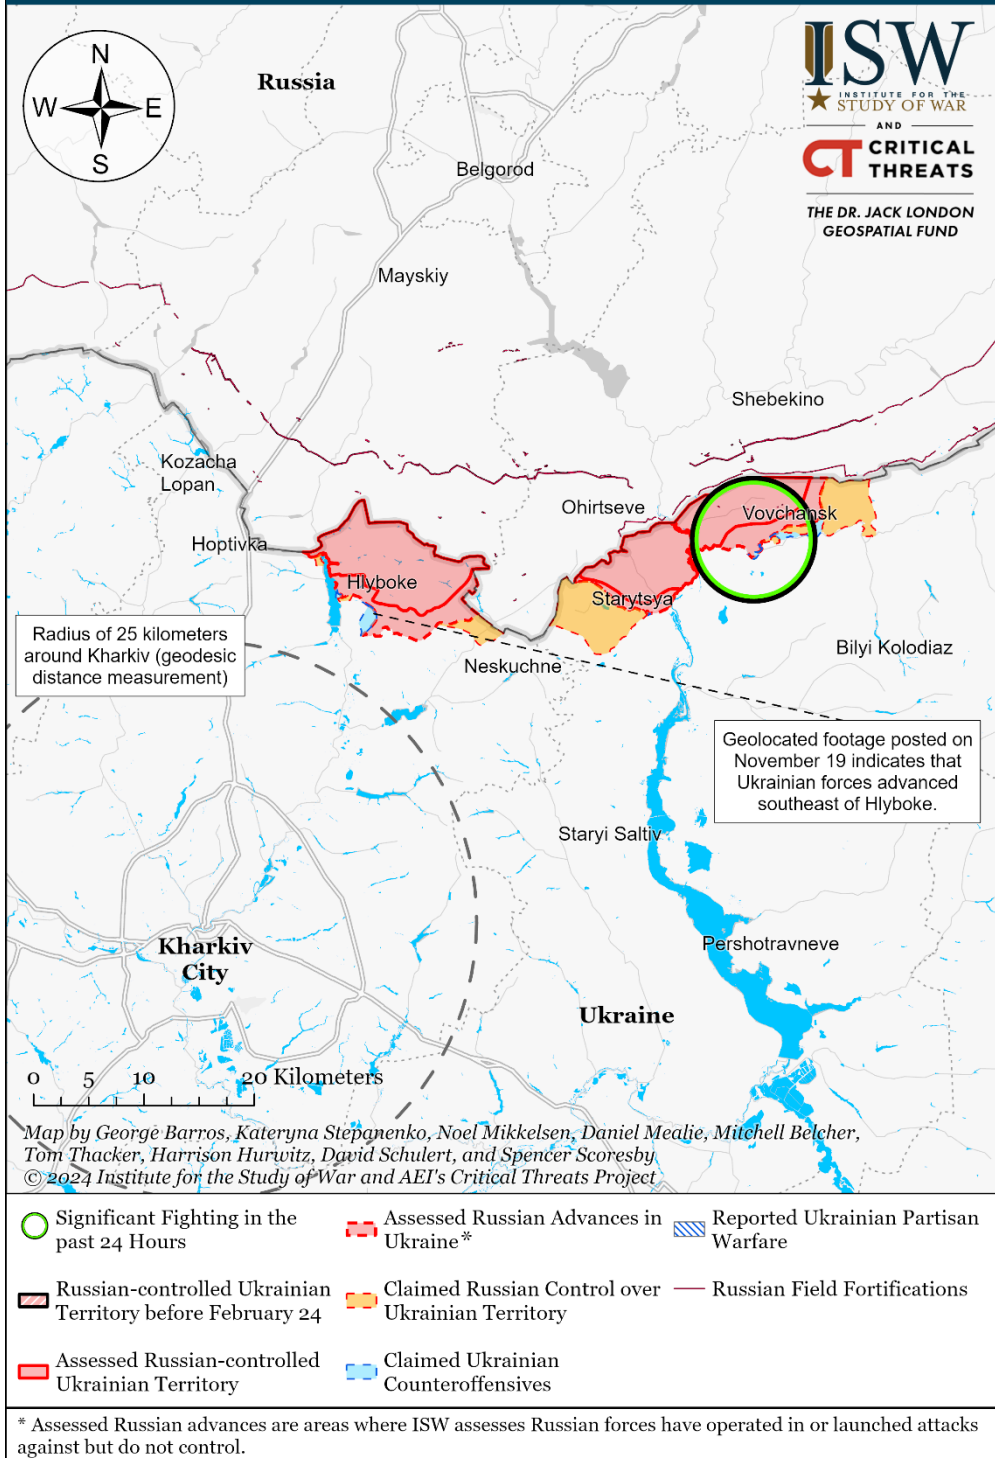 N
W E
S
Russia
ISW
INSTITUTE FOR THE
STUDY OF WAR
AND
CT CRITICAL
THREATS
THE DR. JACK LONDON
GEOSPATIAL FUND
Belgorod
Mayskiy
Shebekino
Kozacha
Lopan
Ohirtseve
Vovchansk
Hoptivka
Hlyboke
Starytsya
Radius of 25 kilometers
around Kharkiv (geodesic
distance measurement)
Neskuchne
Bilyi Kolodiaz
Geolocated footage posted on
November 19 indicates that
Ukrainian forces advanced
southeast of Hlyboke.
Staryi Saltiv
Kharkiv
City
Pershotravneve
Ukraine
0 5 10 20 Kilometers
Map by George Barros, Kateryna Stepanenko, Noel Mikkelsen, Daniel Mealie, Mitchell Belcher,
Tom Thacker, Harrison Hurwitz, David Schulert, and Spencer Scoresby
© 2024 Institute for the Study of War and AEI's Critical Threats Project
Significant Fighting in the
past 24 Hours
Russian-controlled Ukrainian
Territory before February 24
Assessed Russian-controlled
Ukrainian Territory
Assessed Russian Advances in
Ukraine*
Claimed Russian Control over
Ukrainian Territory
Claimed Ukrainian
Counteroffensives
Reported Ukrainian Partisan
Warfare
Russian Field Fortifications
* Assessed Russian advances are areas where ISW assesses Russian forces have operated in or launched attacks
against but do not control.